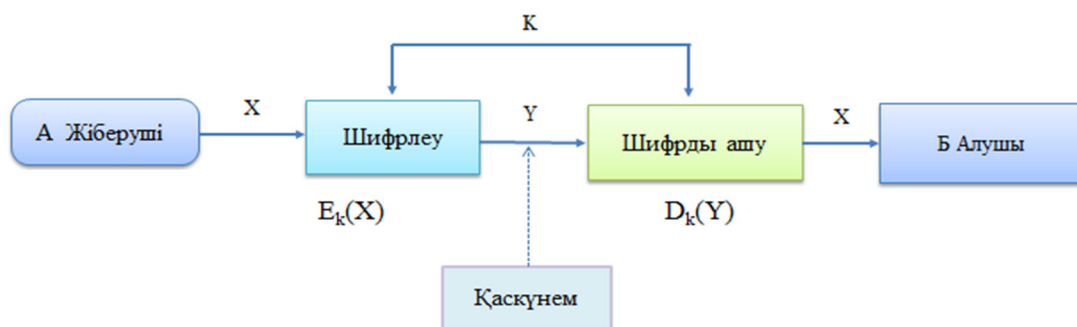 K
А Жіберуші
X
Шифрлеу
Y
Шифрды ашу
X
Б Алушы
Ek(X)
Dk(Y)
Қаскүнем